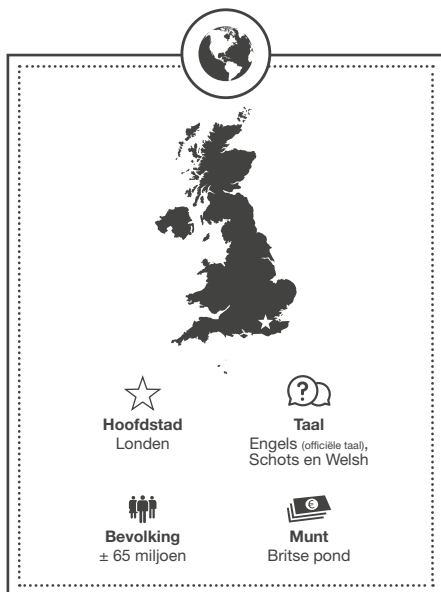 Hoofdstad
Londen
?
Taal
Engels (officiële taal),
Schots en Welsh
Bevolking
± 65 miljoen
€
Munt
Britse pond